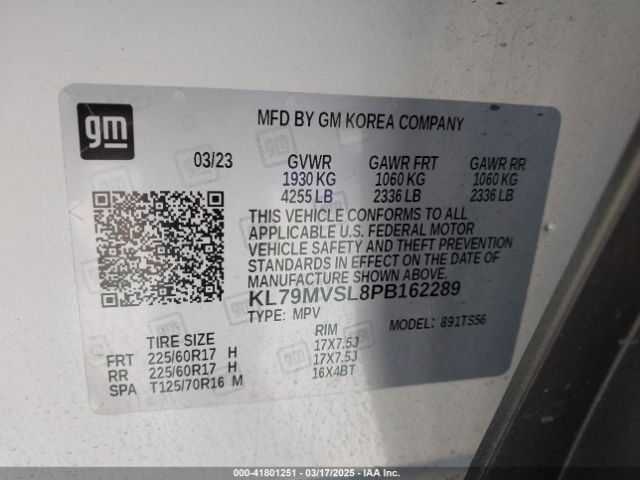 gm
MFD BY GM KOREA COMPANY
03/23 GVWR GAWR FRT GAWR RR
1930 KG 1060 KG 1060 KG
4255 LB 2336 LB 2336 LB
THIS VEHICLE CONFORMS TO ALL
APPLICABLE U.S. FEDERAL MOTOR
VEHICLE SAFETY AND THEFT PREVENTION
STANDARDS IN EFFECT ON THE DATE OF
MANUFACTURE SHOWN ABOVE.
KL79MVSL8PB162289
TYPE: MPV MODEL: 891TS56
TIRE SIZE RIM
FRT 225/60R17 H 17X7.5J
RR 225/60R17 H 17X7.5J
SPA T125/70R16 M 16X4BT
000-41801251 - 03/17/2025 - IAA Inc.